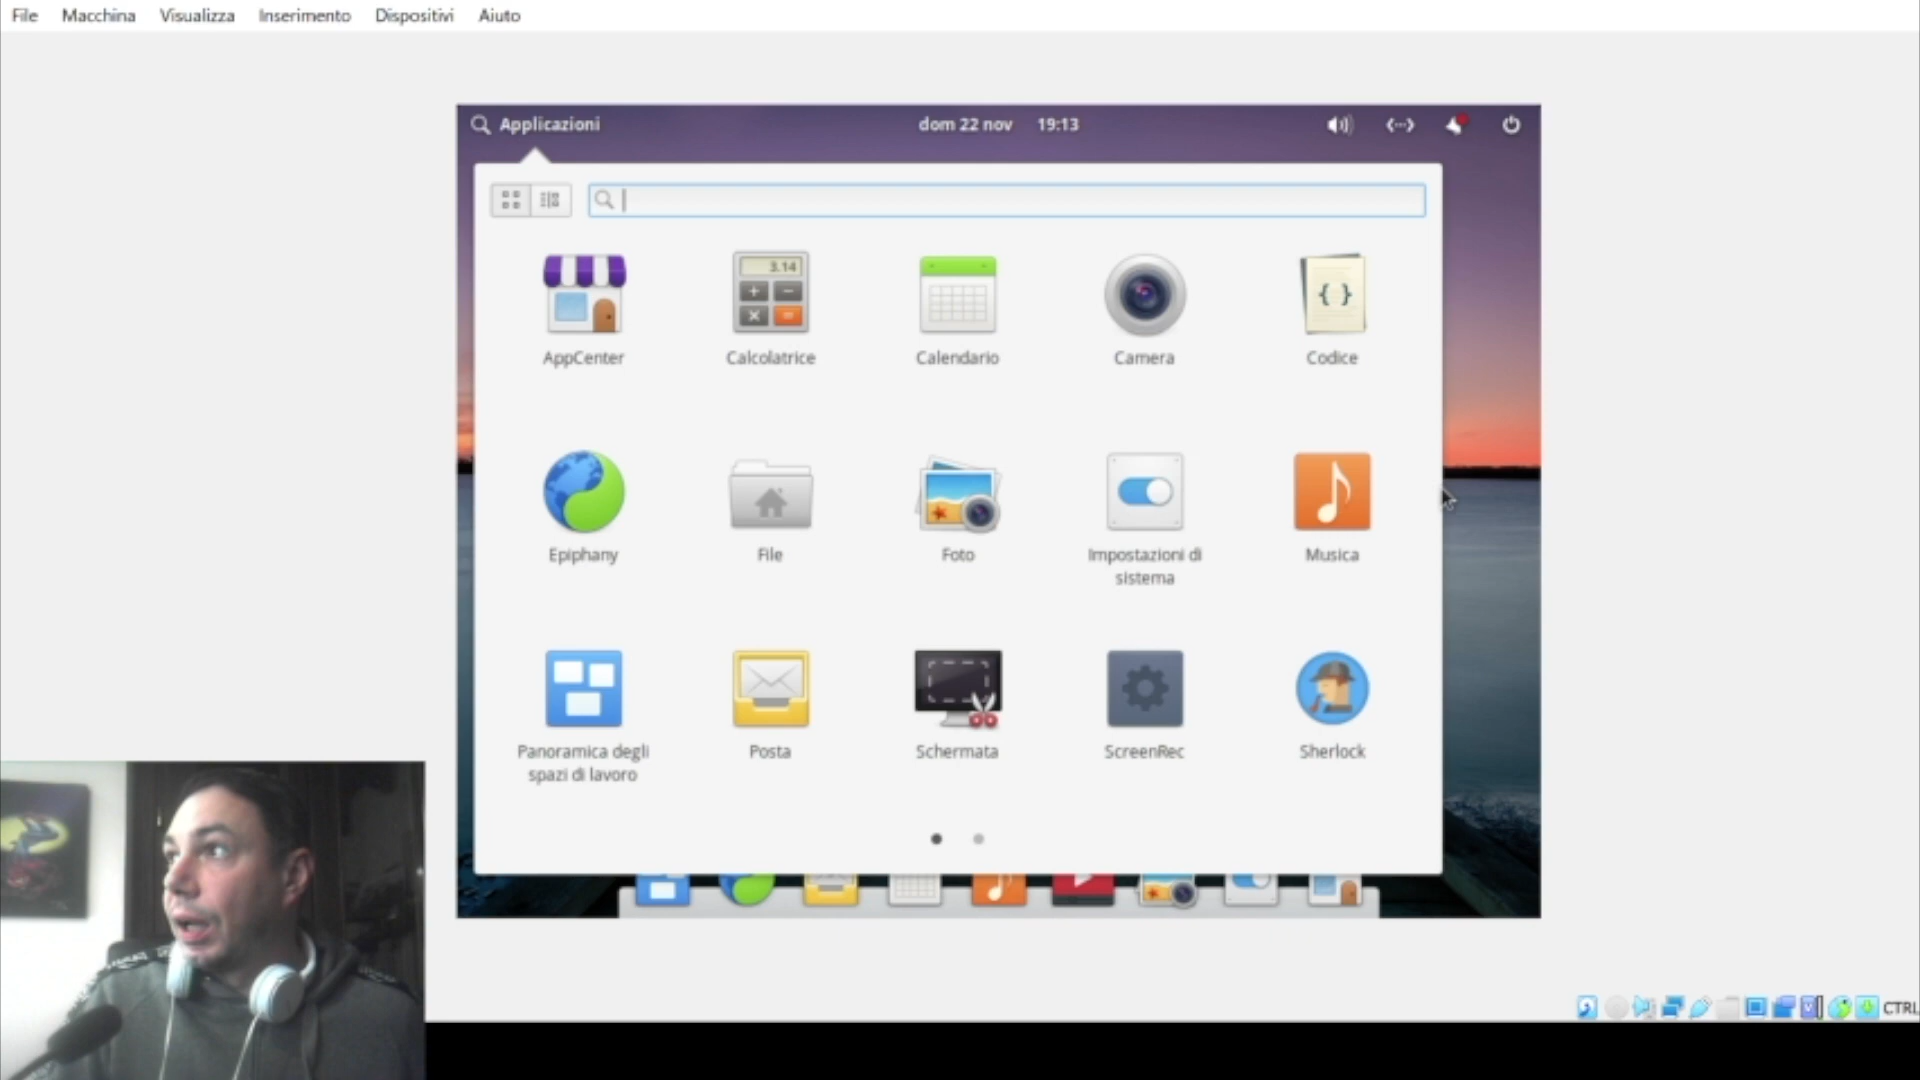 File Macchina Visualizza Inserimento Dispositivi Aiuto
Applicazioni dom 22 nov 19:13
3.14
AppCenter Calcolatrice Calendario Camera Codice
Epiphany File Foto Impostazioni di sistema Musica
Panoramica degli spazi di lavoro Posta Schermata ScreenRec Sherlock
CTRL